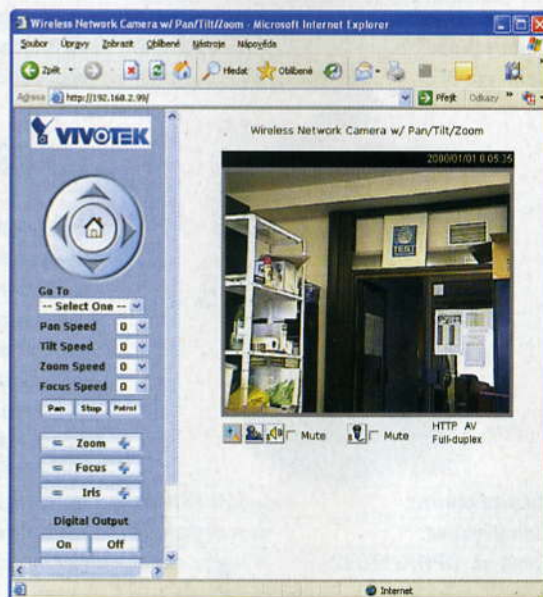 Wireless Network Camera w/ Pan/Tilt/Zoom - Microsoft Internet Explorer
Soubor Úpravy Zobrazit Oblíbené Nástroje Nápověda
Zpět Hledat Oblíbené
Adresa http://192.168.2.99/ Přejít Odkazy »
VIVOTEK
Wireless Network Camera w/ Pan/Tilt/Zoom
2000/01/01 0:05:35
TEST
Go To
-- Select One --
Pan Speed 0
Tilt Speed 0
Zoom Speed 0
Focus Speed 0
Pan Stop Patrol
Zoom
Focus
Iris
Digital Output
On Off
Mute Mute
HTTP AV
Full-duplex
Internet